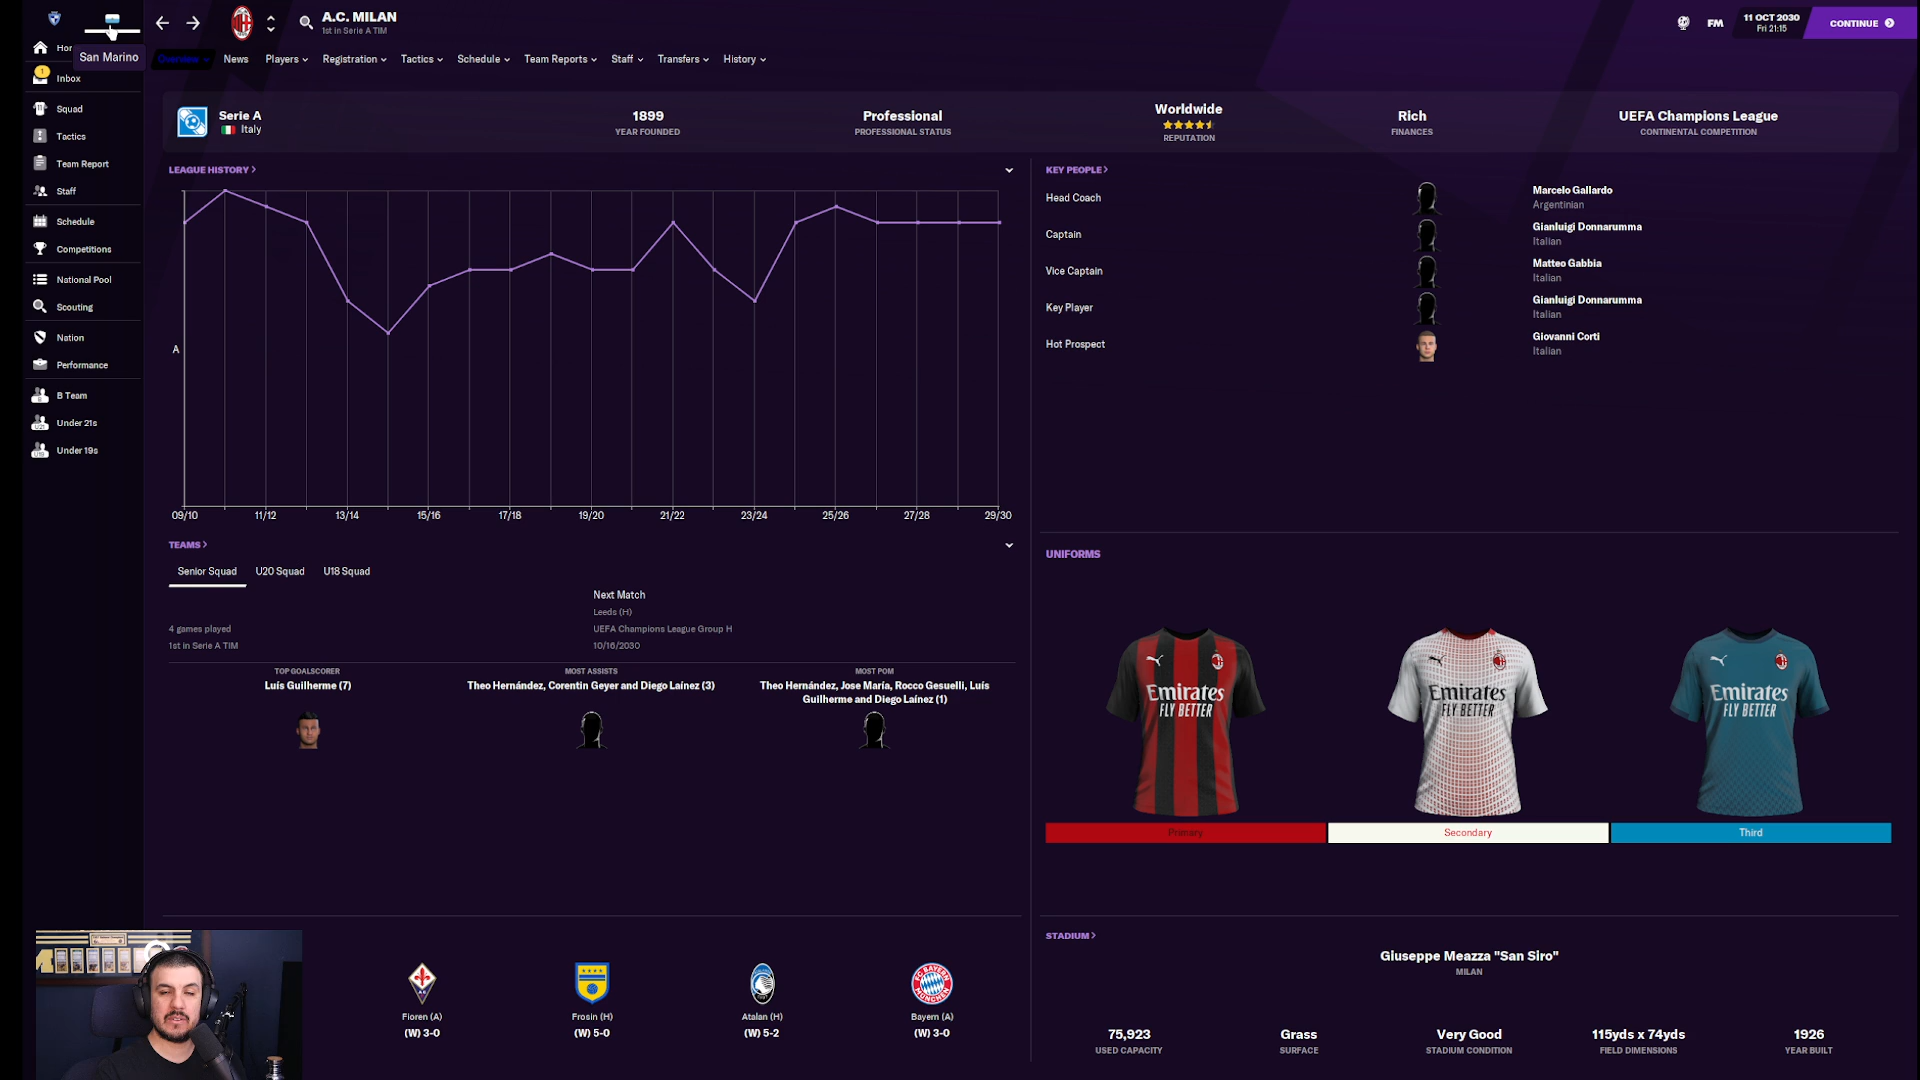 A.C. MILAN
1st in Serie A TIM
FM
11 OCT 2030
Fri 21:15
CONTINUE
San Marino
Overview
News
Players
Registration
Tactics
Schedule
Team Reports
Staff
Transfers
History
1
Inbox
Squad
Tactics
Team Report
Staff
Schedule
Competitions
National Pool
Scouting
Nation
Performance
B Team
Under 21s
Under 19s
Serie A
Italy
1899
YEAR FOUNDED
Professional
PROFESSIONAL STATUS
Worldwide
REPUTATION
Rich
FINANCES
UEFA Champions League
CONTINENTAL COMPETITION
LEAGUE HISTORY
A
09/10
11/12
13/14
15/16
17/18
19/20
21/22
23/24
25/26
27/28
29/30
KEY PEOPLE
Head Coach
Marcelo Gallardo
Argentinian
Captain
Gianluigi Donnarumma
Italian
Vice Captain
Matteo Gabbia
Italian
Key Player
Gianluigi Donnarumma
Italian
Hot Prospect
Giovanni Corti
Italian
TEAMS
Senior Squad
U20 Squad
U18 Squad
Next Match
Leeds (H)
4 games played
UEFA Champions League Group H
1st in Serie A TIM
10/16/2030
TOP GOALSCORER
Luís Guilherme (7)
MOST ASSISTS
Theo Hernández, Corentin Geyer and Diego Laínez (3)
MOST POM
Theo Hernández, Jose María, Rocco Gesuelli, Luís
Guilherme and Diego Laínez (1)
UNIFORMS
Emirates
FLY BETTER
Emirates
FLY BETTER
Emirates
FLY BETTER
Primary
Secondary
Third
Fioren (A)
(W) 3-0
Frosin (H)
(W) 5-0
Atalan (H)
(W) 5-2
FC BAYERN
MÜNCHEN
Bayern (A)
(W) 3-0
STADIUM
Giuseppe Meazza "San Siro"
MILAN
75,923
USED CAPACITY
Grass
SURFACE
Very Good
STADIUM CONDITION
115yds x 74yds
FIELD DIMENSIONS
1926
YEAR BUILT